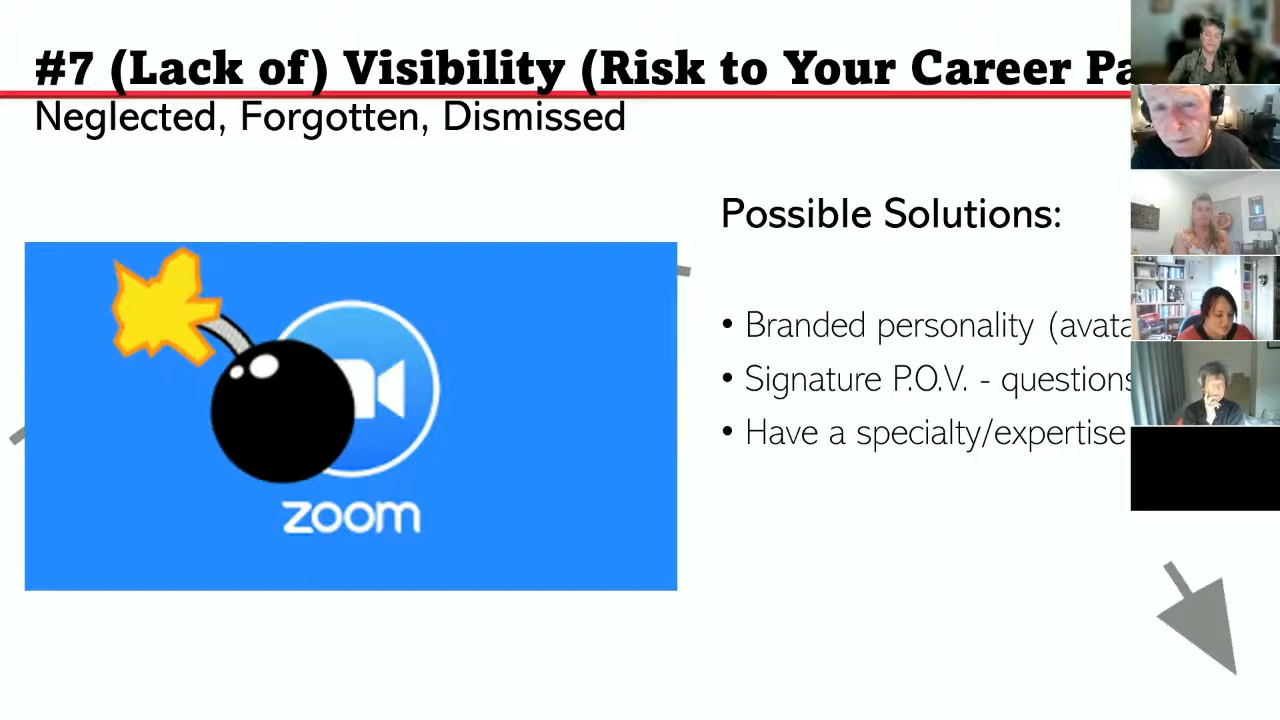 #7 (Lack of) Visibility (Risk to Your Career Pa
Neglected, Forgotten, Dismissed
Possible Solutions:
• Branded personality (avata
• Signature P.O.V. - questions
• Have a specialty/expertise
zoom